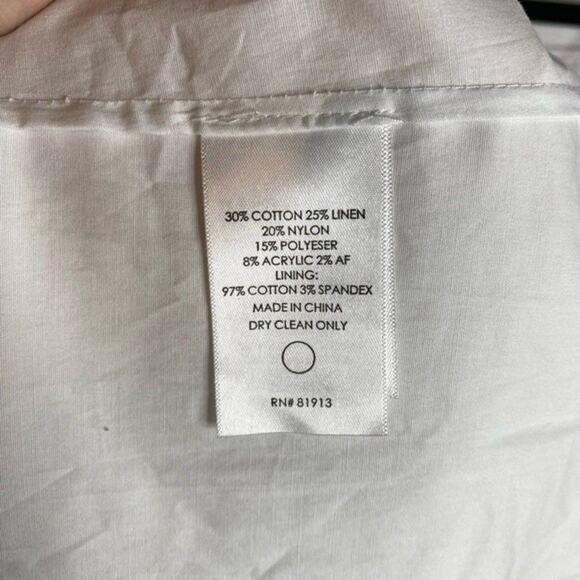 30% COTTON 25% LINEN
20% NYLON
15% POLYESER
8% ACRYLIC 2% AF
LINING:
97% COTTON 3% SPANDEX
MADE IN CHINA
DRY CLEAN ONLY
RN# 81913